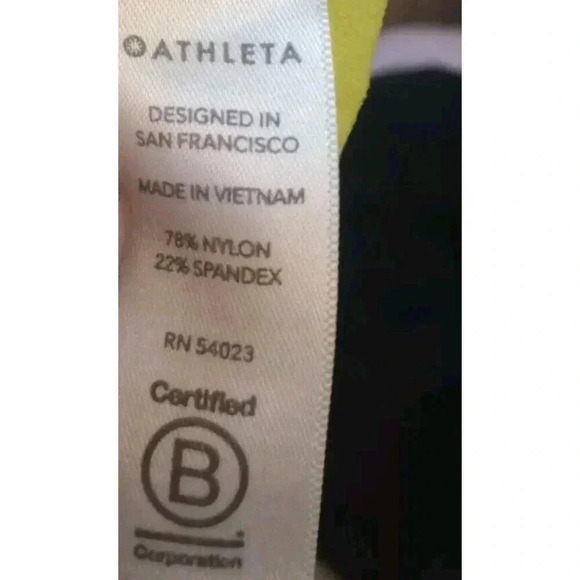 ATHLETA
DESIGNED IN
SAN FRANCISCO
MADE IN VIETNAM
78% NYLON
22% SPANDEX
RN 54023
Certified
B
Corporation